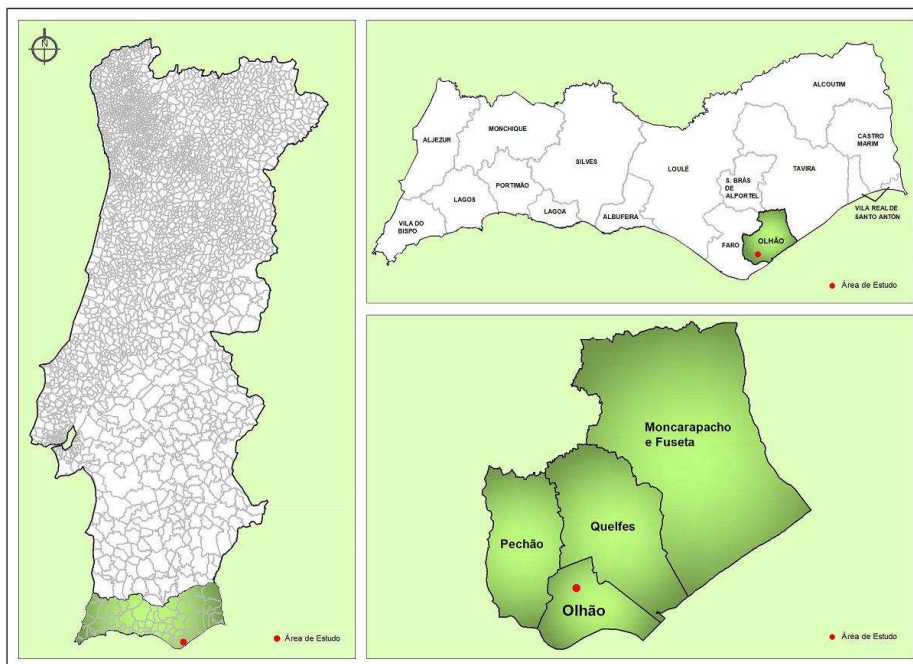 N
Área de Estudo
ALCOUTIM
ALJEZUR
MONCHIQUE
CASTRO
MARIM
SILVES
LOULÉ
TAVIRA
S. BRÁS
DE
ALPORTEL
PORTIMÃO
LAGOS
LAGOA
ALBUFEIRA
VILA REAL DE
SANTO ANTÓN
VILA DO
BISPO
FARO
OLHÃO
Área de Estudo
Moncarapacho
e Fuseta
Quelfes
Pechão
Olhão
Área de Estudo